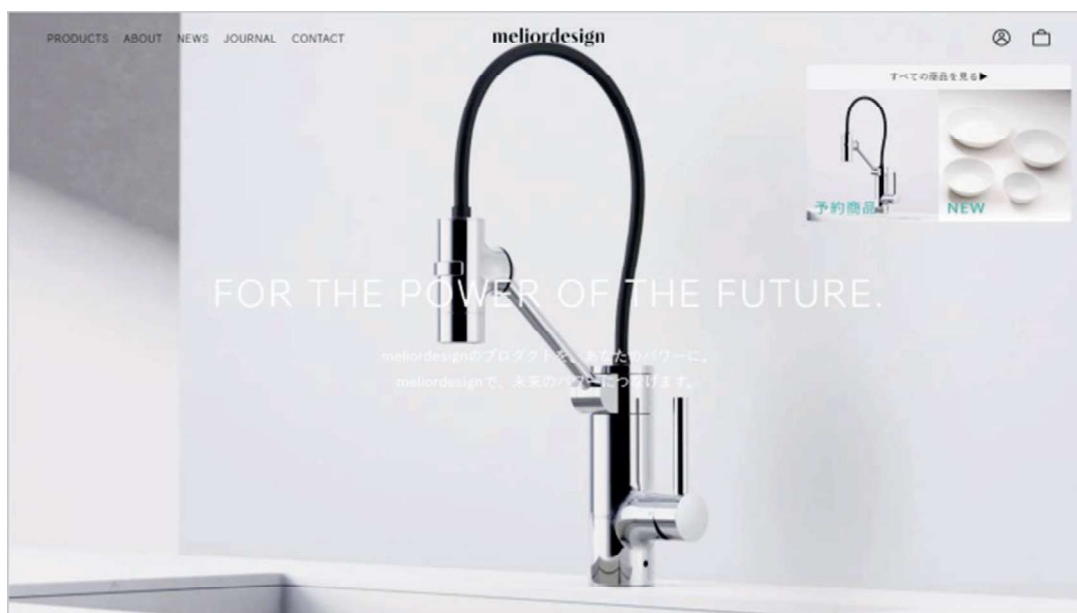 PRODUCTS ABOUT NEWS JOURNAL CONTACT
meliordesign
すべての商品を見る▶
予約商品
NEW
FOR THE POWER OF THE FUTURE.
meliordesignのプロダクトを、あなたのパワーに。
meliordesignで、未来のパワーにつなげます。